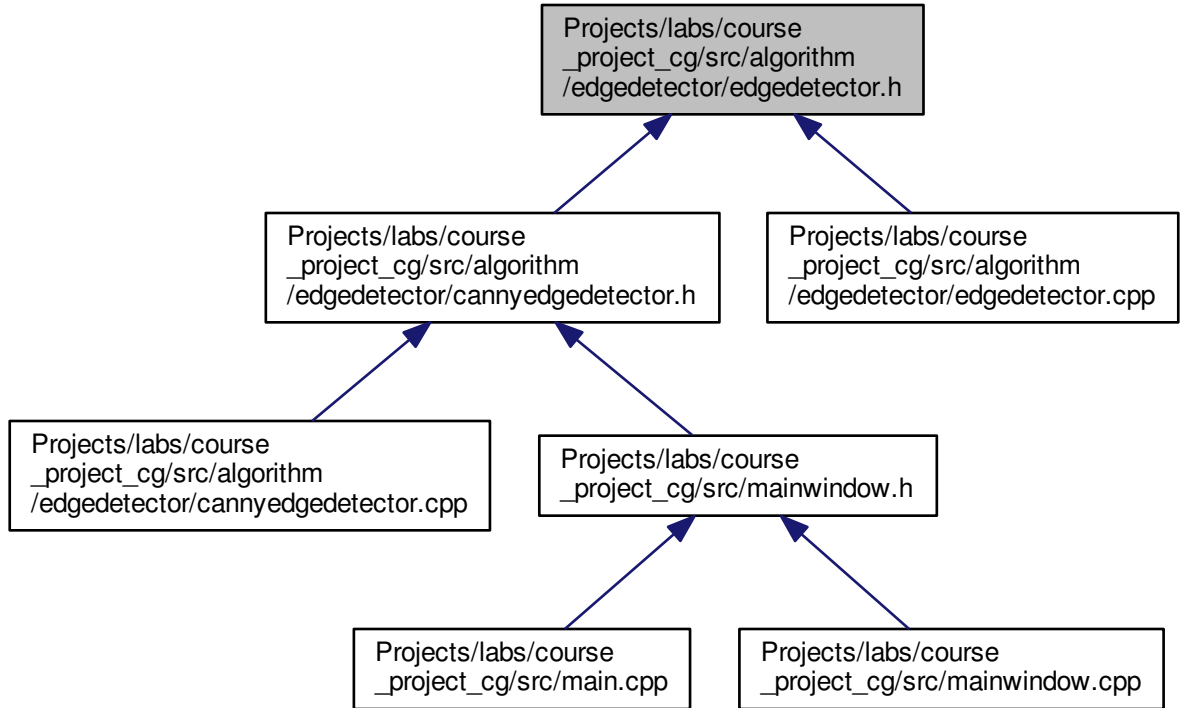 Projects/labs/course
_project_cg/src/algorithm
/edgedetector/edgedetector.h
Projects/labs/course
_project_cg/src/algorithm
/edgedetector/cannyedgedetector.h
Projects/labs/course
_project_cg/src/algorithm
/edgedetector/edgedetector.cpp
Projects/labs/course
_project_cg/src/algorithm
/edgedetector/cannyedgedetector.cpp
Projects/labs/course
_project_cg/src/mainwindow.h
Projects/labs/course
_project_cg/src/main.cpp
Projects/labs/course
_project_cg/src/mainwindow.cpp